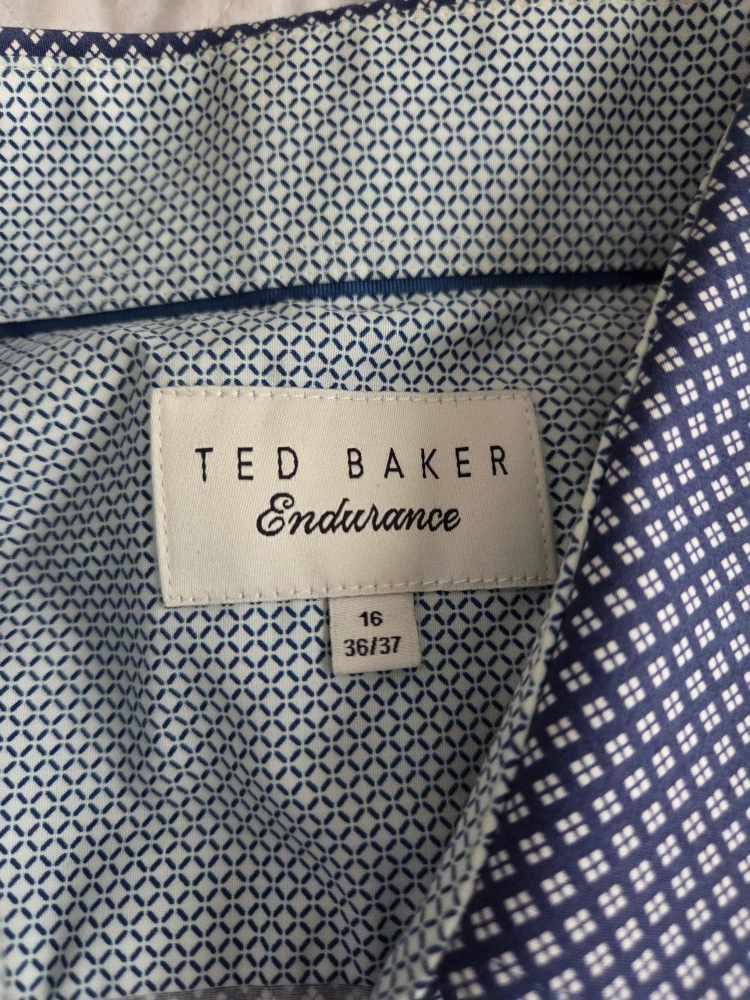 TED BAKER
Endurance
16
36/37